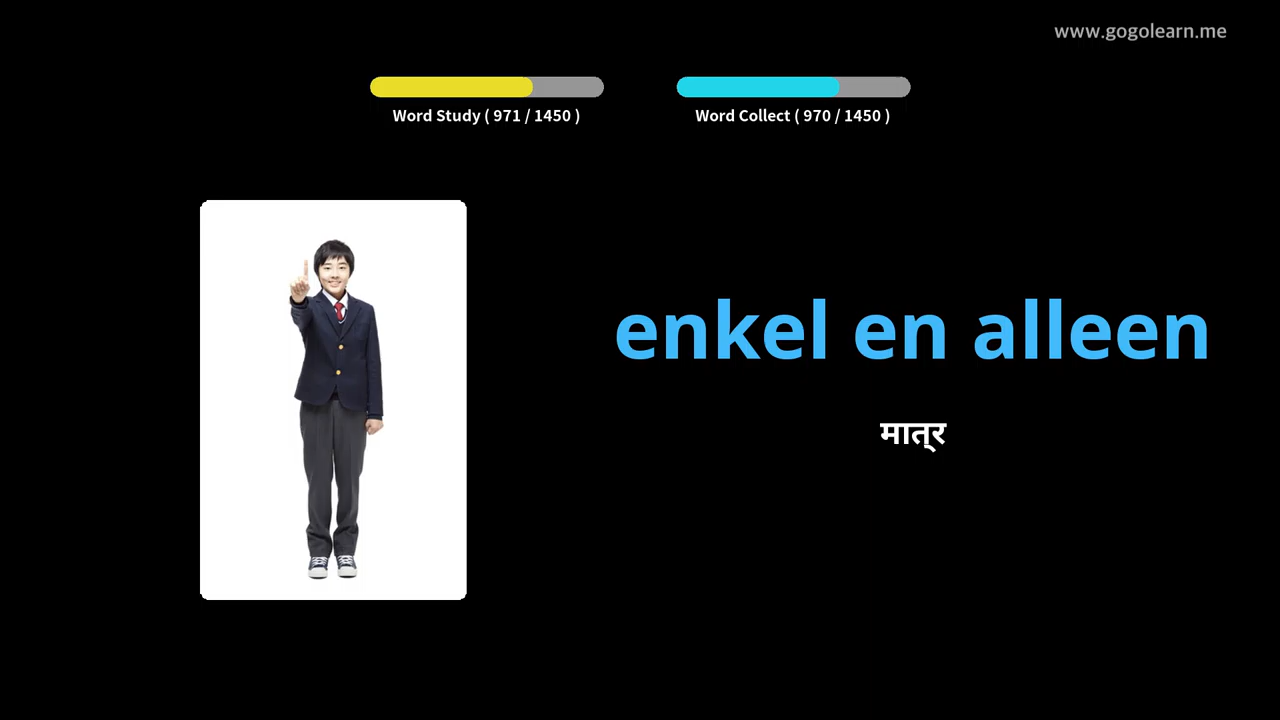 www.gogolearn.me
Word Study ( 971 / 1450 )
Word Collect ( 970 / 1450 )
enkel en alleen
मात्र